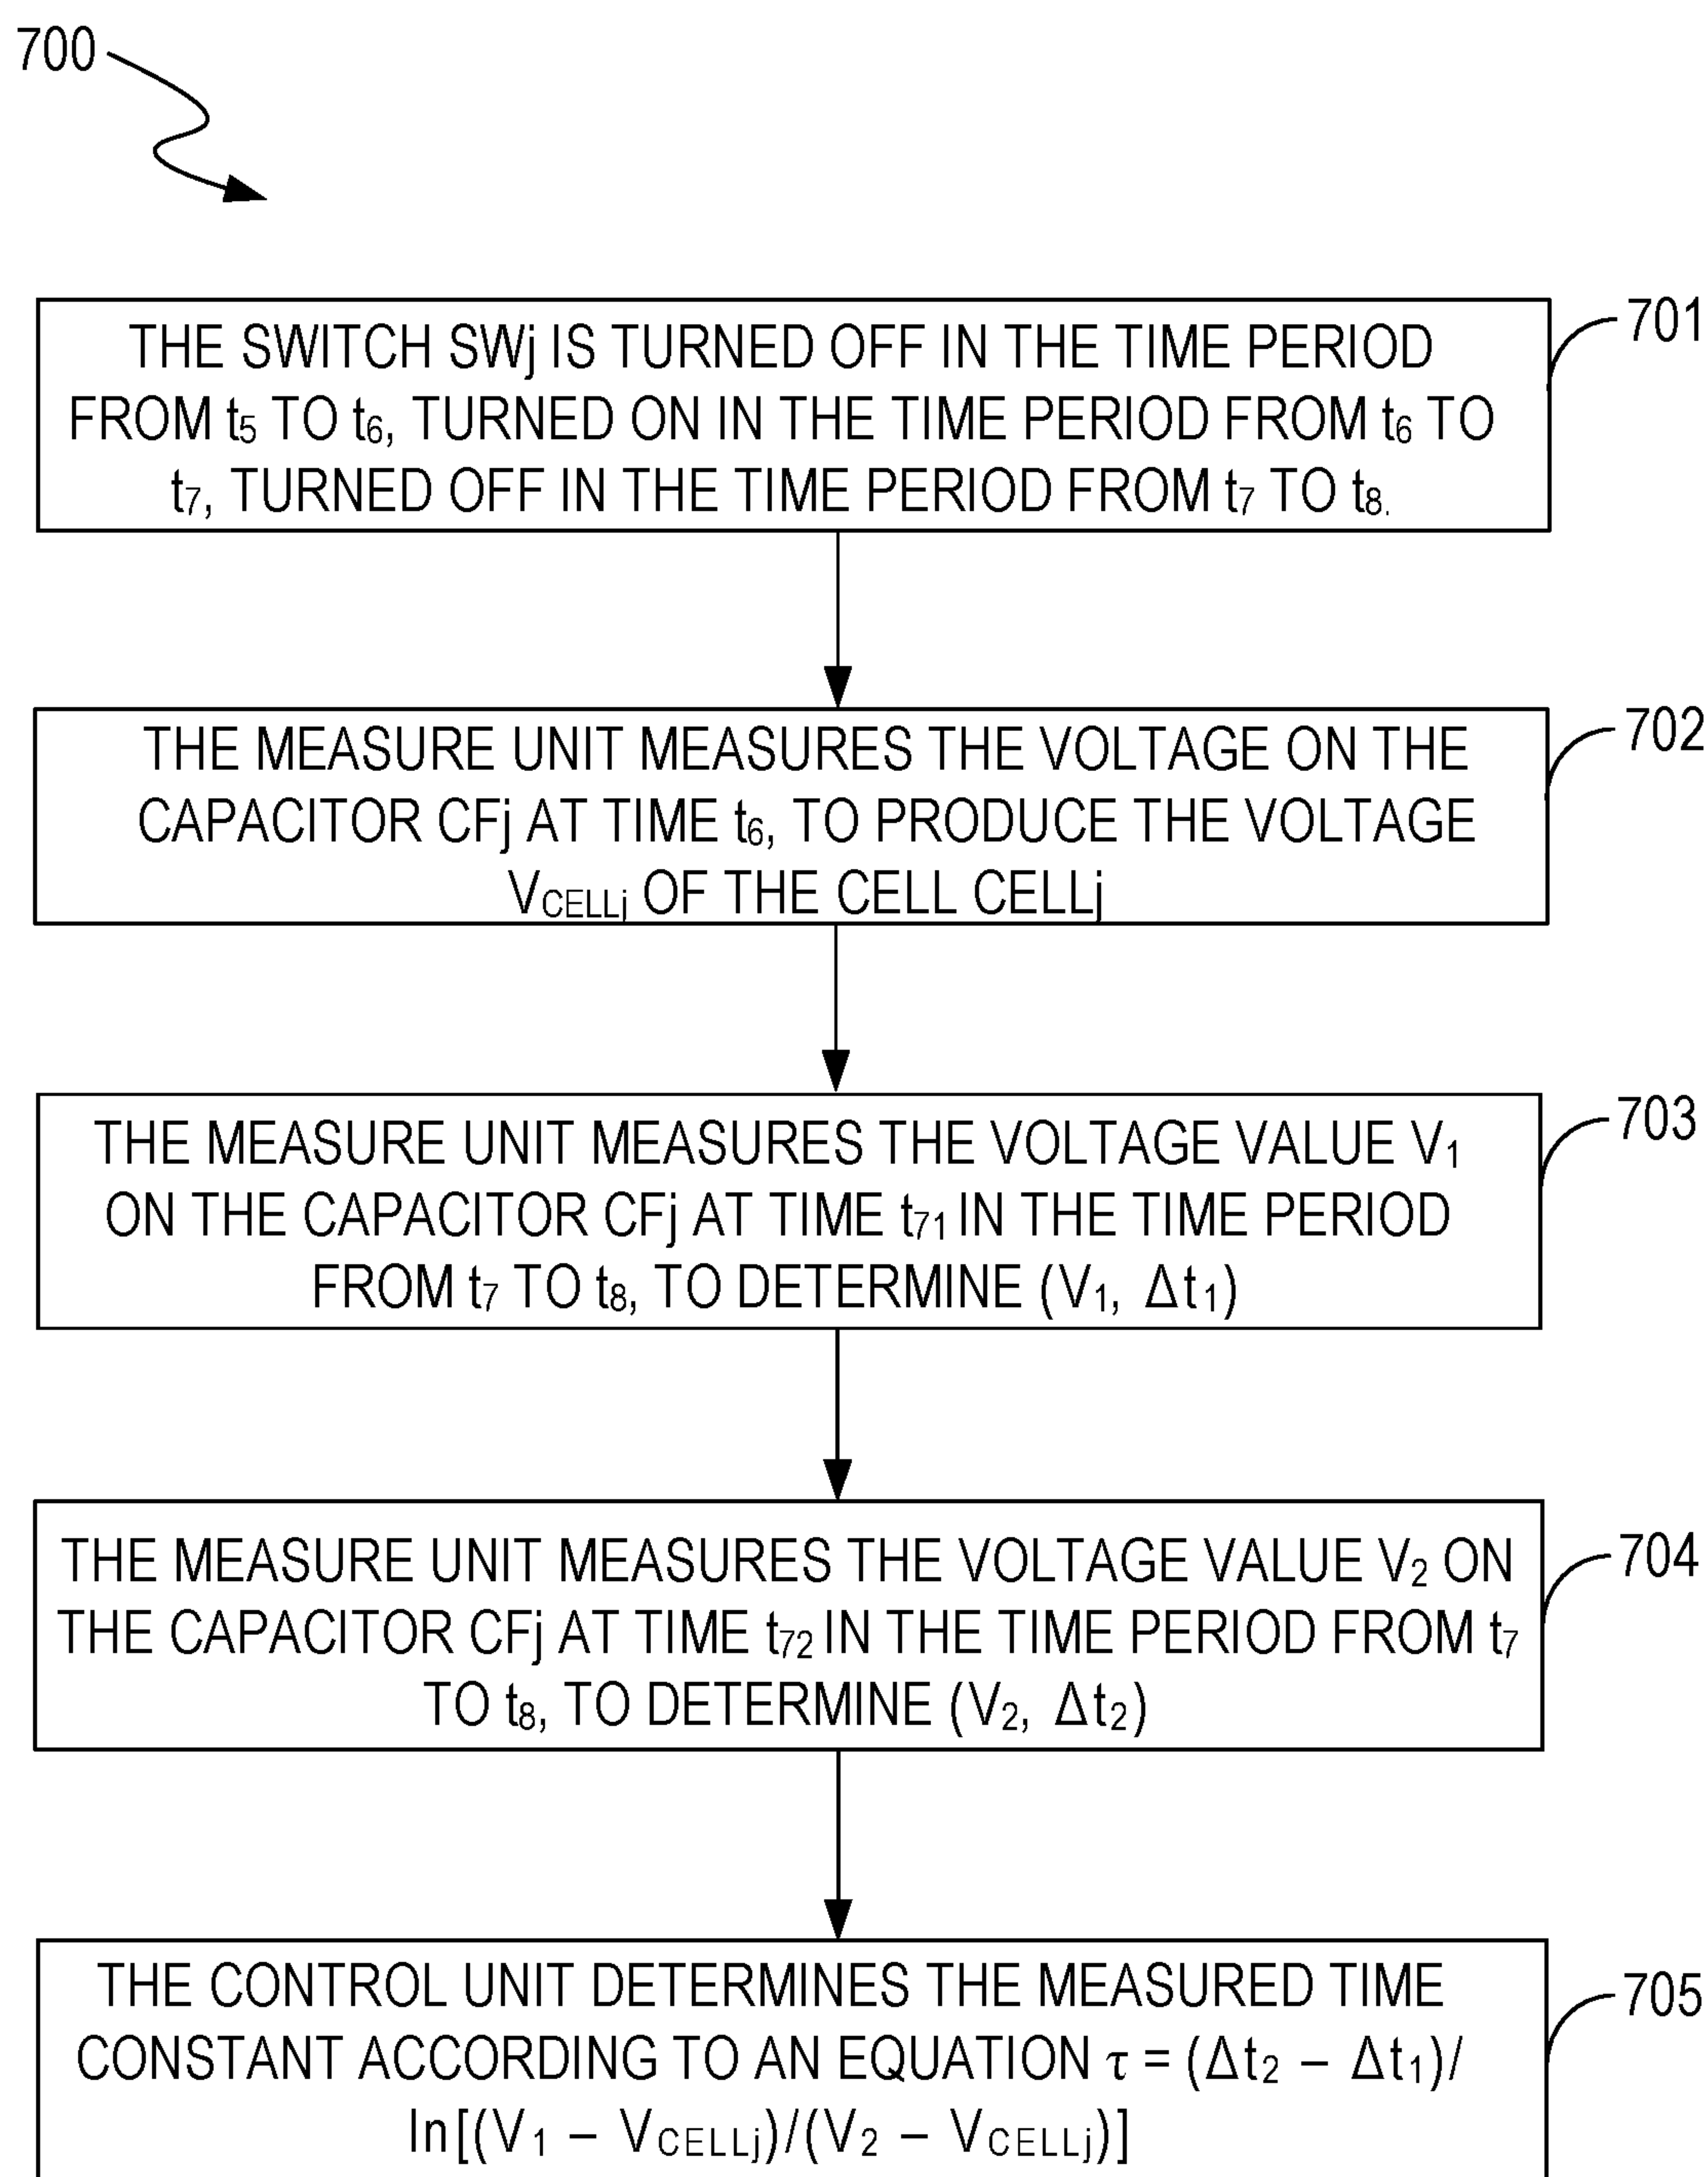 700
701
THE SWITCH SWj IS TURNED OFF IN THE TIME PERIOD
FROM t5 TO t6, TURNED ON IN THE TIME PERIOD FROM t6 TO
t7, TURNED OFF IN THE TIME PERIOD FROM t7 TO t8.
702
THE MEASURE UNIT MEASURES THE VOLTAGE ON THE
CAPACITOR CFj AT TIME t6, TO PRODUCE THE VOLTAGE
VCELLj OF THE CELL CELLj
703
THE MEASURE UNIT MEASURES THE VOLTAGE VALUE V1
ON THE CAPACITOR CFj AT TIME t71 IN THE TIME PERIOD
FROM t7 TO t8, TO DETERMINE (V1, Δt1)
704
THE MEASURE UNIT MEASURES THE VOLTAGE VALUE V2 ON
THE CAPACITOR CFj AT TIME t72 IN THE TIME PERIOD FROM t7
TO t8, TO DETERMINE (V2, Δt2)
705
THE CONTROL UNIT DETERMINES THE MEASURED TIME
CONSTANT ACCORDING TO AN EQUATION τ = (Δt2 – Δt1)/
ln[(V1 – VCELLj)/(V2 – VCELLj)]